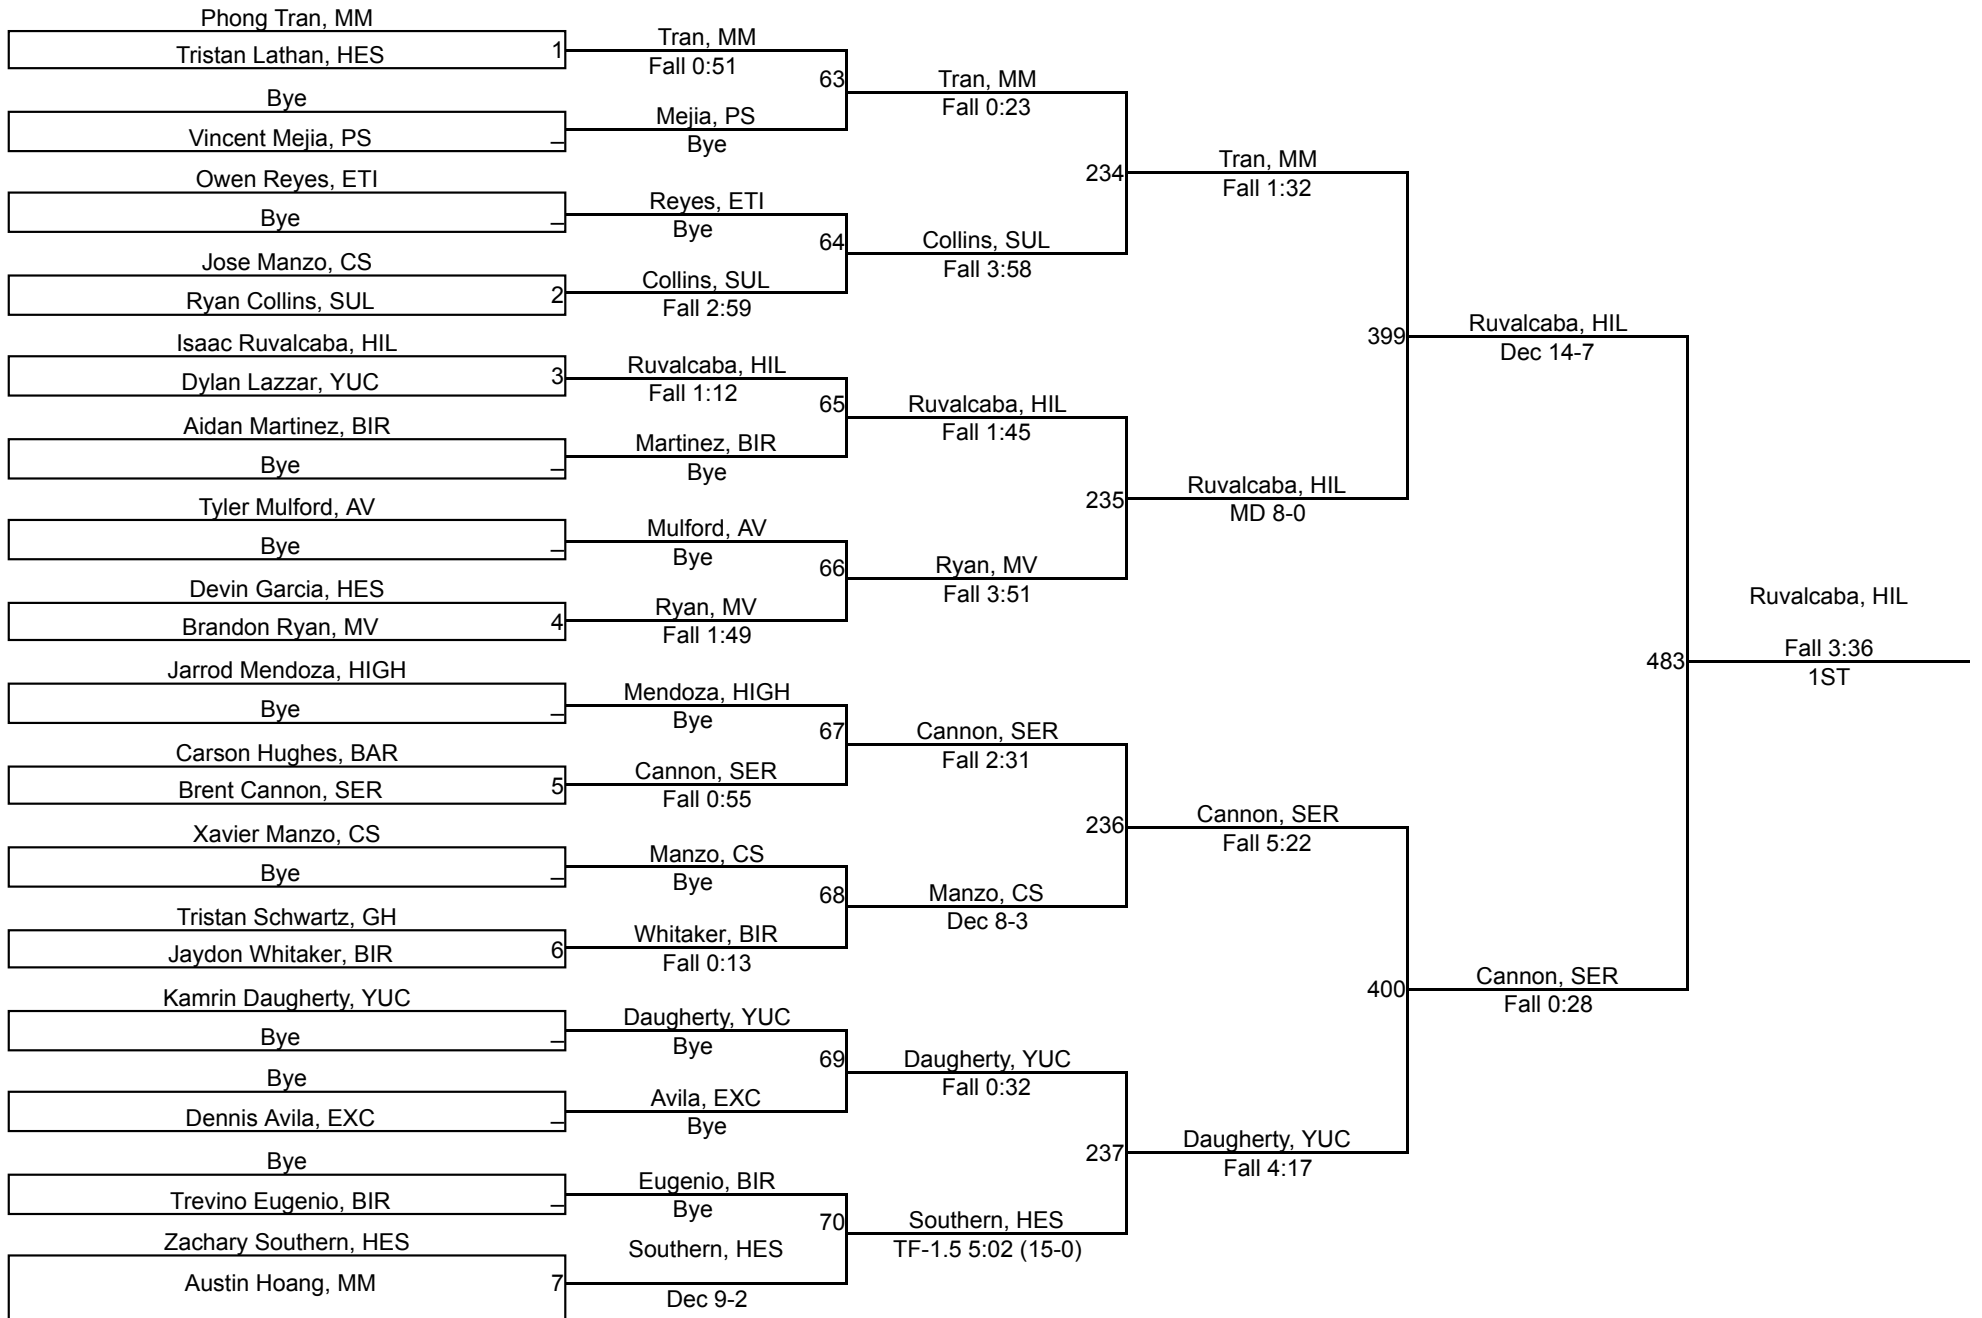 Phong Tran, MM
Tristan Lathan, HES
1
Bye
Vincent Mejia, PS
_
Owen Reyes, ETI
Bye
_
Jose Manzo, CS
Ryan Collins, SUL
2
Isaac Ruvalcaba, HIL
Dylan Lazzar, YUC
3
Aidan Martinez, BIR
Bye
_
Tyler Mulford, AV
Bye
_
Devin Garcia, HES
Brandon Ryan, MV
4
Jarrod Mendoza, HIGH
Bye
_
Carson Hughes, BAR
Brent Cannon, SER
5
Xavier Manzo, CS
Bye
_
Tristan Schwartz, GH
Jaydon Whitaker, BIR
6
Kamrin Daugherty, YUC
Bye
_
Bye
Dennis Avila, EXC
_
Bye
Trevino Eugenio, BIR
_
Zachary Southern, HES
Austin Hoang, MM
7
Tran, MM
Fall 0:51
63
Mejia, PS
Bye
Reyes, ETI
Bye
64
Collins, SUL
Fall 2:59
Ruvalcaba, HIL
Fall 1:12
65
Martinez, BIR
Bye
Mulford, AV
Bye
66
Ryan, MV
Fall 1:49
Mendoza, HIGH
Bye
67
Cannon, SER
Fall 0:55
Manzo, CS
Bye
68
Whitaker, BIR
Fall 0:13
Daugherty, YUC
Bye
69
Avila, EXC
Bye
Eugenio, BIR
Bye
70
Southern, HES
Dec 9-2
Tran, MM
Fall 0:23
234
Collins, SUL
Fall 3:58
Ruvalcaba, HIL
Fall 1:45
235
Ryan, MV
Fall 3:51
Cannon, SER
Fall 2:31
236
Manzo, CS
Dec 8-3
Daugherty, YUC
Fall 0:32
237
Southern, HES
TF-1.5 5:02 (15-0)
Tran, MM
Fall 1:32
399
Ruvalcaba, HIL
MD 8-0
Cannon, SER
Fall 5:22
400
Daugherty, YUC
Fall 4:17
Ruvalcaba, HIL
Dec 14-7
483
Cannon, SER
Fall 0:28
Ruvalcaba, HIL
Fall 3:36
1ST